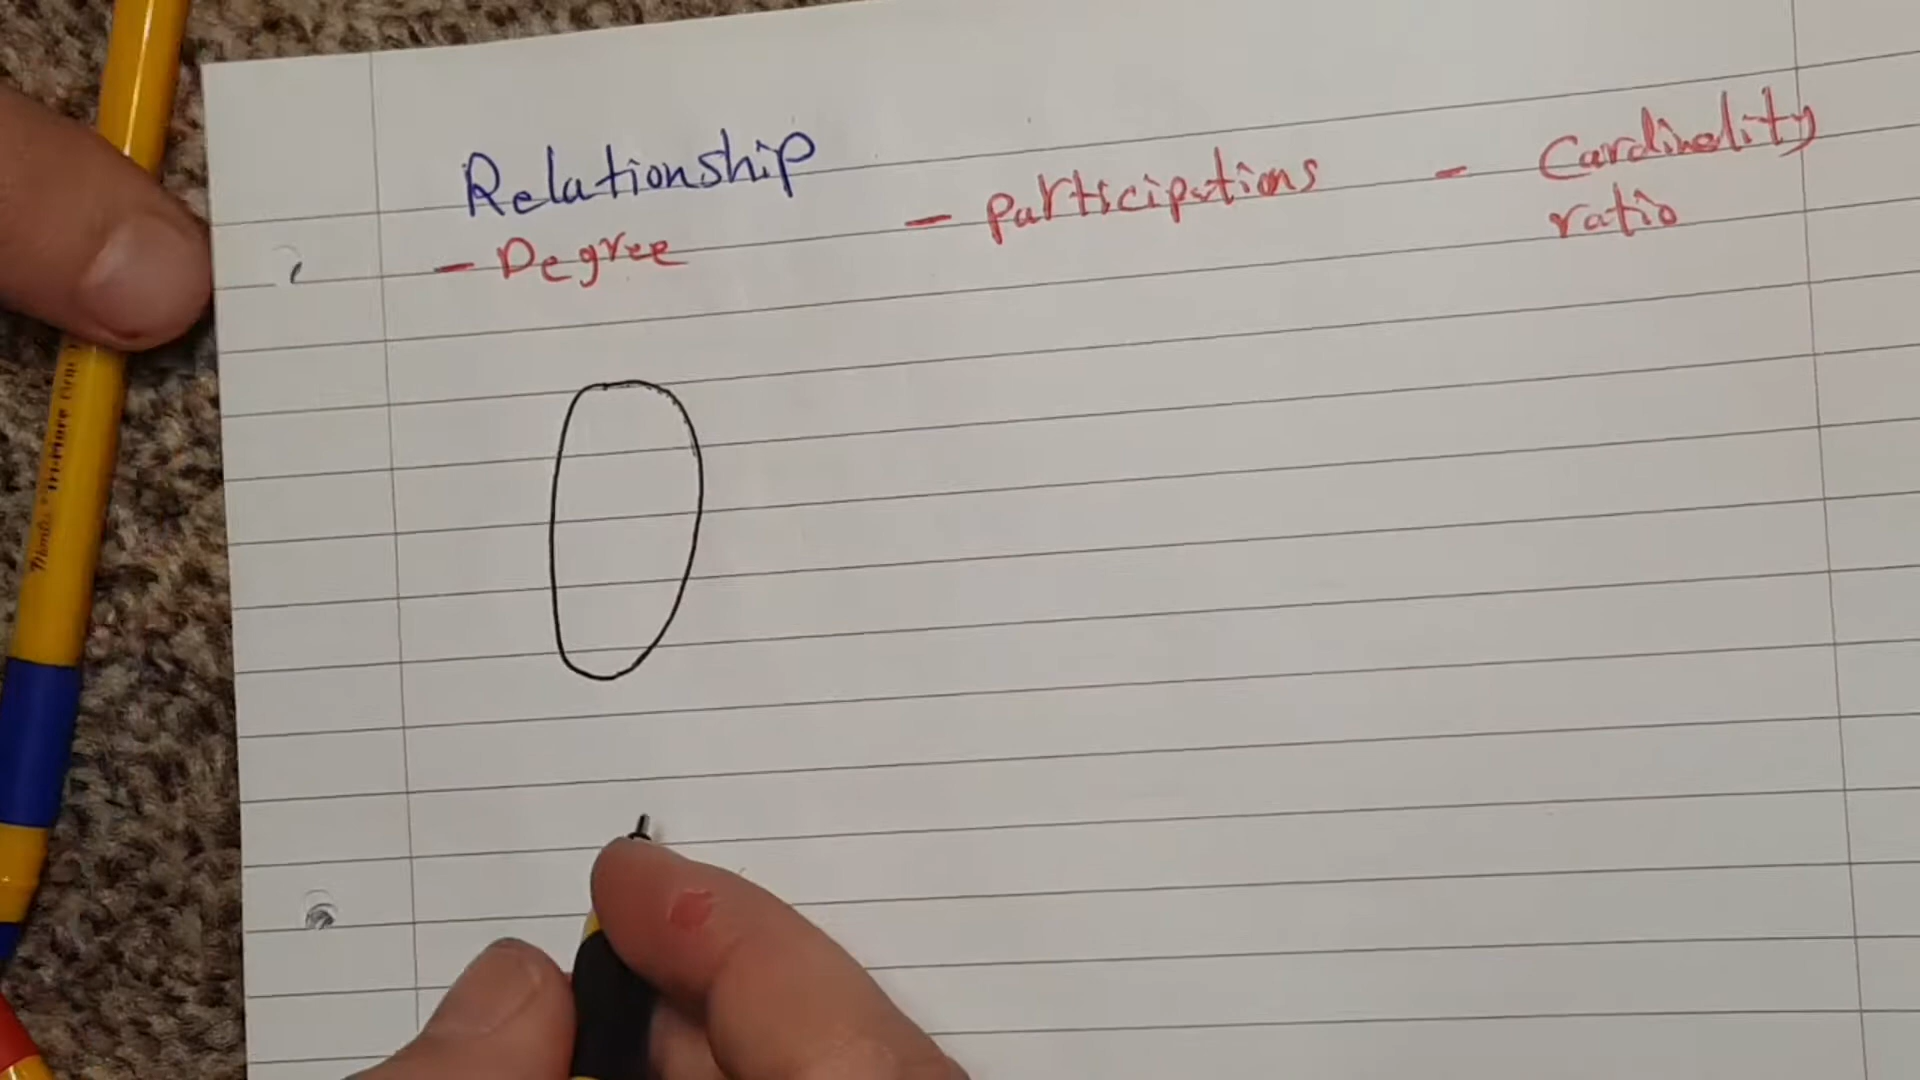 Relationship
- Degree
- participations
- Cardinality
ratio